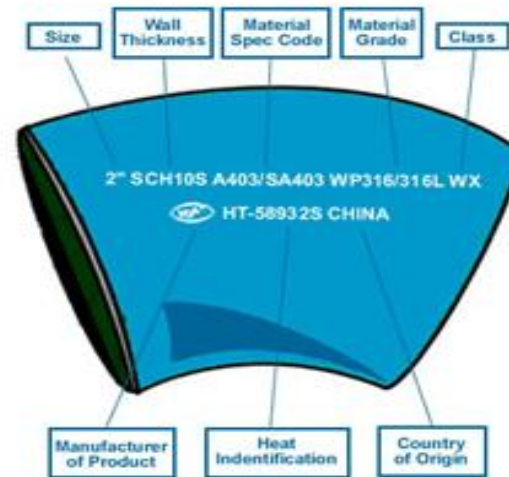 Size
Wall
Thickness
Material
Spec Code
Material
Grade
Class
2" SCH10S A403/SA403 WP316/316L WX
HT-58932S CHINA
Manufacturer
of Product
Heat
Indentification
Country
of Origin